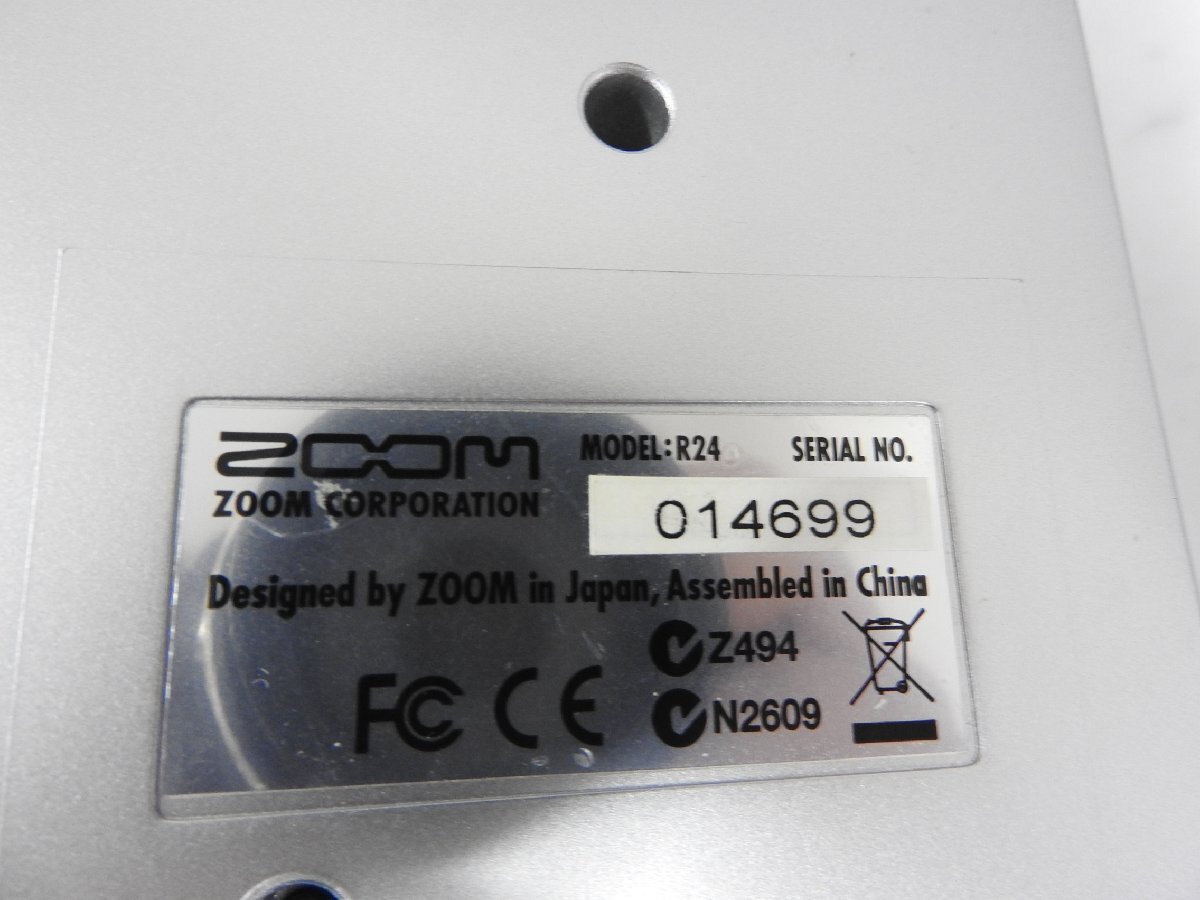 ZOOM MODEL:R24 SERIAL NO.
ZOOM CORPORATION 014699
Designed by ZOOM in Japan, Assembled in China
Z494
FC CE N2609